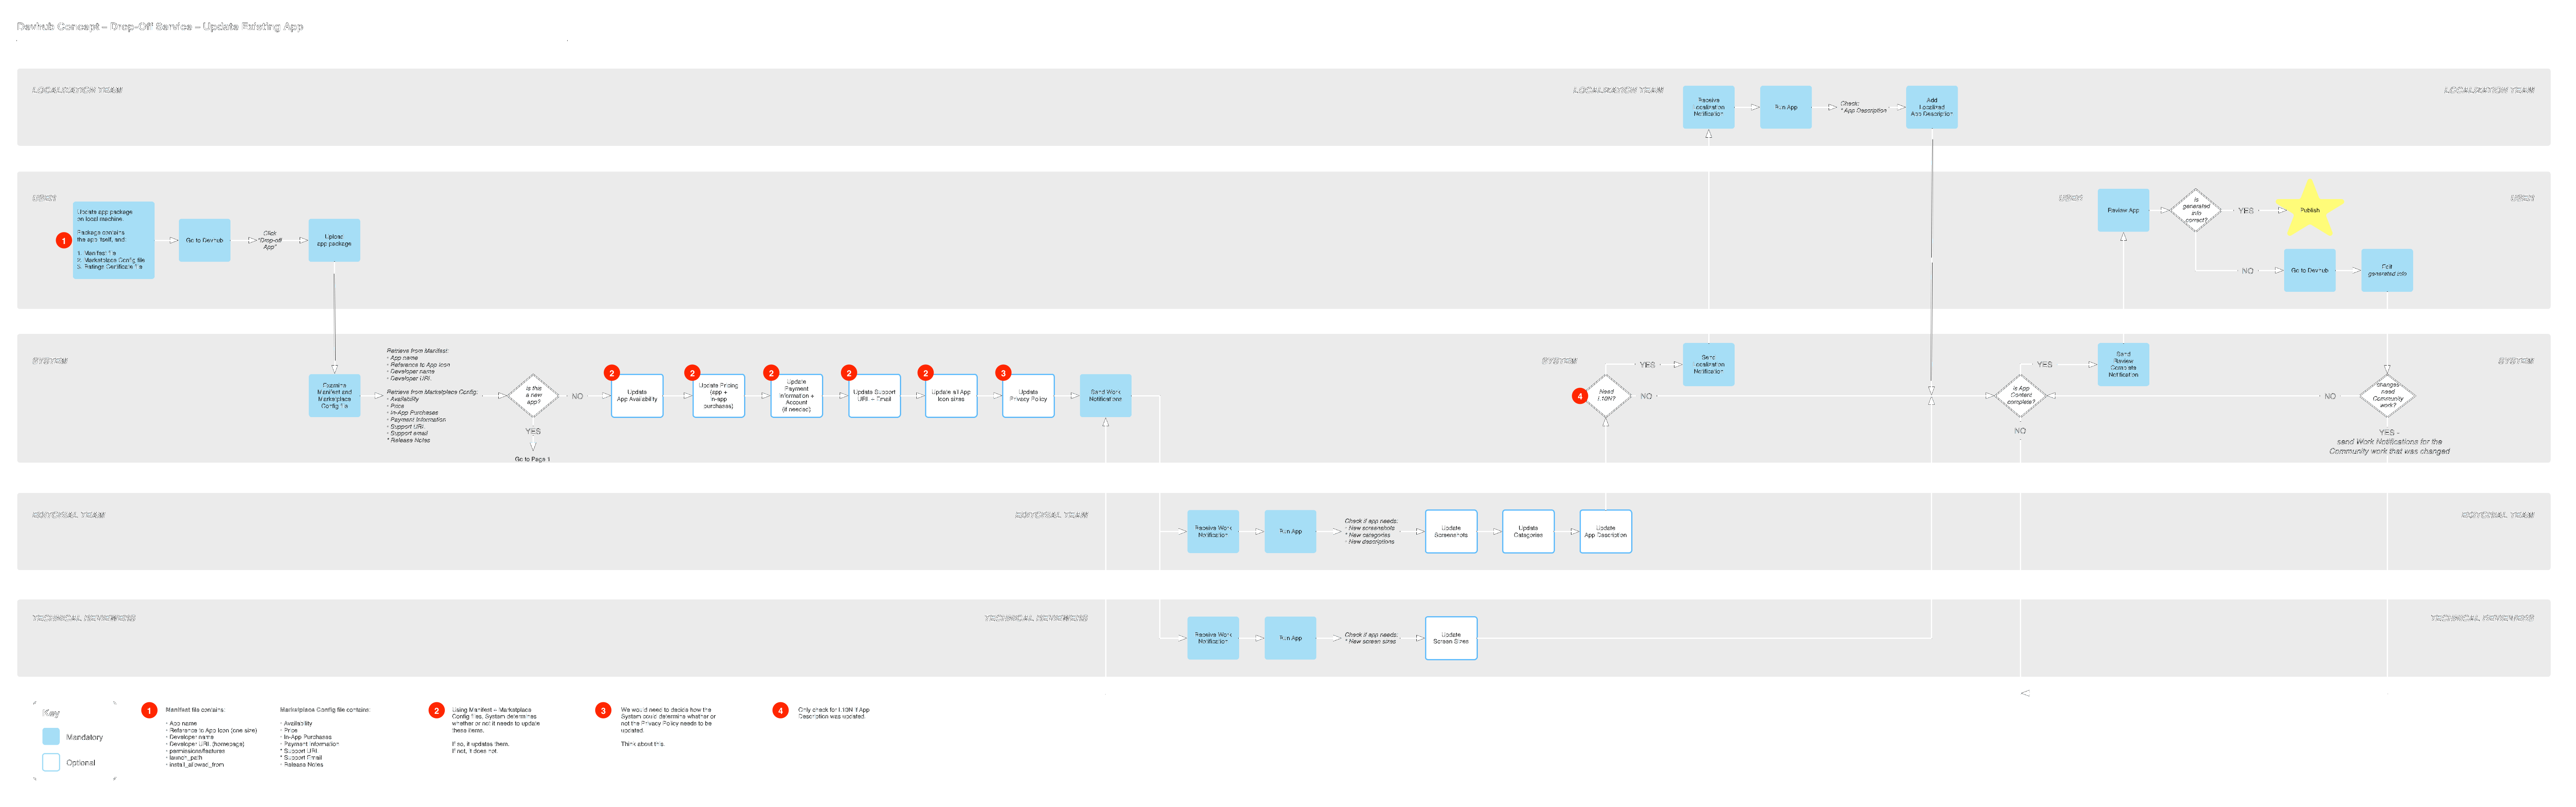 Devhub Concept – Drop-Off Service – Update Existing App
LOCALISATION TEAM
LOCALISATION TEAM
LOCALISATION TEAM
Receive
Localization
Notification
Run App
Check:
* App Description
Add
Localized
App Description
USER
USER
USER
1
Update app package
on local machine.
Package contains
the app itself, and:
1. Manifest file
2. Marketplace Config file
3. Ratings Certificate file
Go to Devhub
Click
"Drop-off
App"
Upload
app package
Review App
Is
generated
info
correct?
YES
Publish
NO
Go to Devhub
Edit
generated info
SYSTEM
SYSTEM
SYSTEM
Examine
Manifest and
Marketplace
Config file
Retrieve from Manifest:
* App name
* Reference to App Icon
* Developer name
* Developer URL
Retrieve from Marketplace Config:
* Availability
* Price
* In-App Purchases
* Payment Information
* Support URL
* Support email
* Release Notes
Is this
a new
app?
NO
YES
Go to Page 1
2
Update
App Availability
2
Update Pricing
(app +
in-app
purchases)
2
Update
Payment
Information +
Account
(if needed)
2
Update Support
URL + Email
2
Update all App
Icon sizes
3
Update
Privacy Policy
Send Work
Notifications
4
Need
L10N?
YES
NO
Send
Localization
Notification
Is App
Content
complete?
YES
NO
Send
Review
Complete
Notification
changes
need
Community
work?
NO
YES -
send Work Notifications for the
Community work that was changed
EDITORIAL TEAM
EDITORIAL TEAM
EDITORIAL TEAM
Receive Work
Notification
Run App
Check if app needs:
* New screenshots
* New categories
* New descriptions
Update
Screenshots
Update
Categories
Update
App Description
TECHNICAL REVIEWERS
TECHNICAL REVIEWERS
TECHNICAL REVIEWERS
Receive Work
Notification
Run App
Check if app needs:
* New screen sizes
Update
Screen Sizes
Key
Mandatory
Optional
1
Manifest file contains:
* App name
* Reference to App Icon (one size)
* Developer name
* Developer URL (homepage)
* permissions/features
* launch_path
* install_allowed_from
Marketplace Config file contains:
* Availability
* Price
* In-App Purchases
* Payment Information
* Support URL
* Support Email
* Release Notes
2
Using Manifest + Marketplace
Config files, System determines
whether or not it needs to update
these items.
If so, it updates them.
If not, it does not.
3
We would need to decide how the
System could determine whether or
not the Privacy Policy needs to be
updated.
Think about this.
4
Only check for L10N if App
Description was updated.